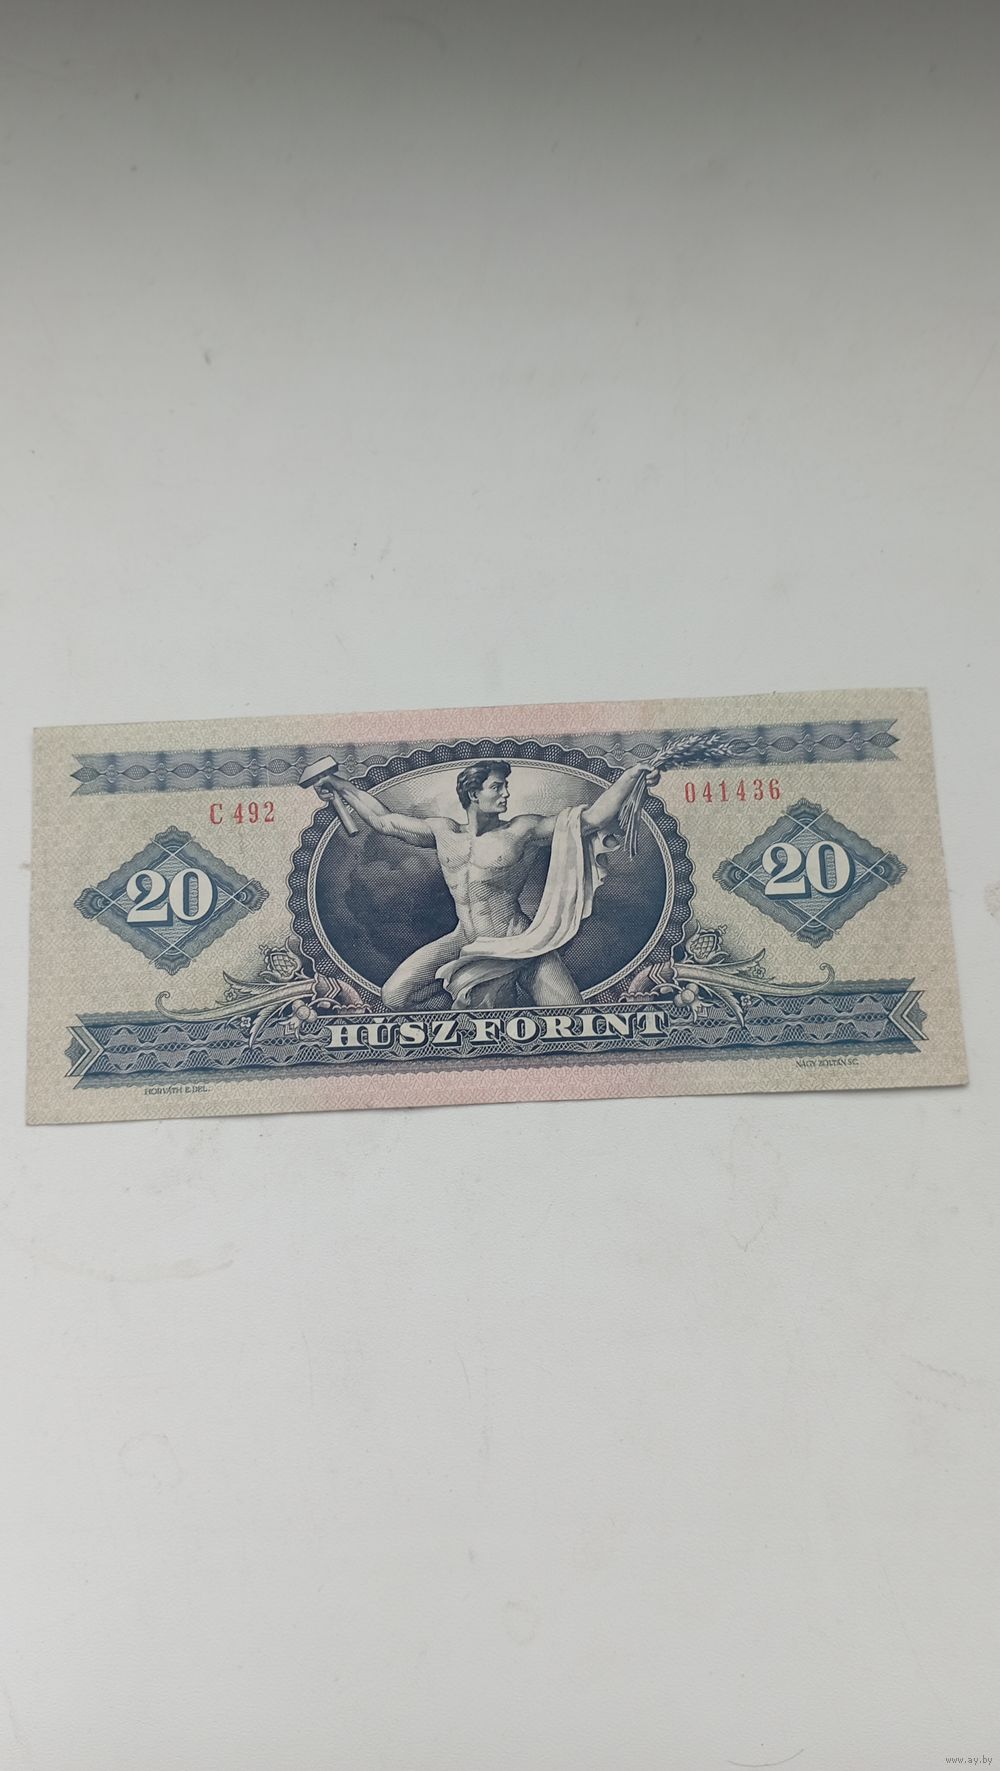 C 492
041436
20
20
HÚSZ FORINT
HORVÁTH E. DEL.
NAGY ZOLTÁN SC.
www.ay.by